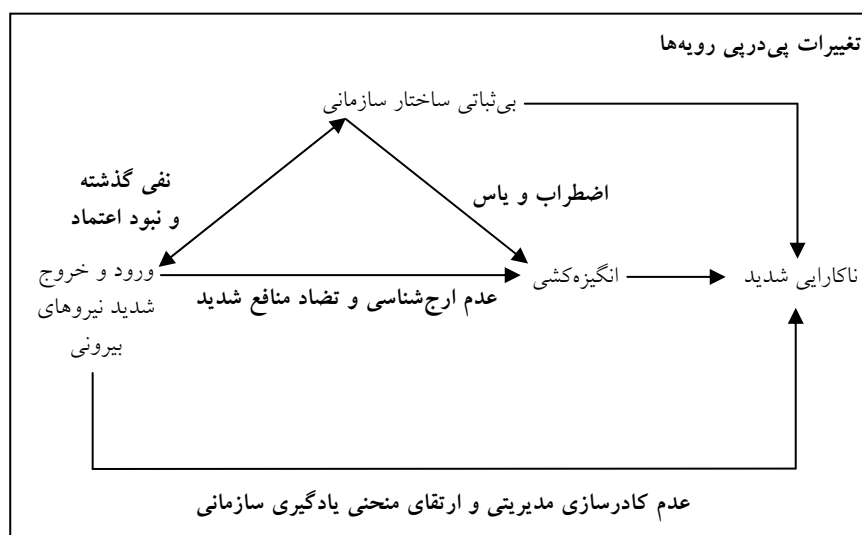 تغییرات پی‌درپی رویه‌ها
بی‌ثباتی ساختار سازمانی
نفی گذشته
و نبود اعتماد
اضطراب و یاس
ورود و خروج
شدید نیروهای
بیرونی
عدم ارج‌شناسی و تضاد منافع شدید
انگیزه‌کشی
ناکارایی شدید
عدم کادرسازی مدیریتی و ارتقای منحنی یادگیری سازمانی